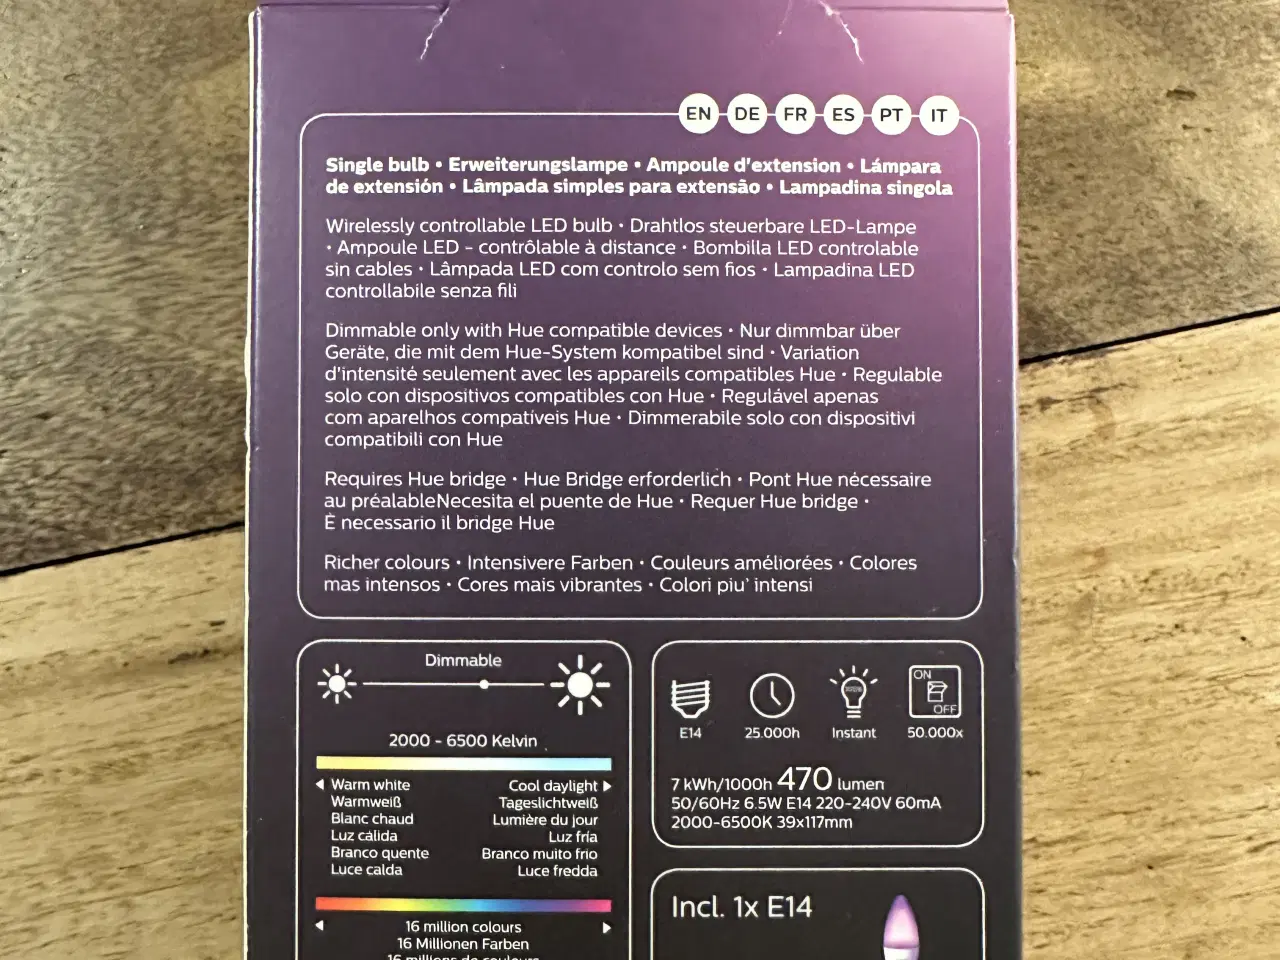 EN DE FR ES PT IT
Single bulb • Erweiterungslampe • Ampoule d'extension • Lámpara
de extensión • Lâmpada simples para extensão • Lampadina singola
Wirelessly controllable LED bulb • Drahtlos steuerbare LED-Lampe
• Ampoule LED - contrôlable à distance • Bombilla LED controlable
sin cables • Lâmpada LED com controlo sem fios • Lampadina LED
controllabile senza fili
Dimmable only with Hue compatible devices • Nur dimmbar über
Geräte, die mit dem Hue-System kompatibel sind • Variation
d'intensité seulement avec les appareils compatibles Hue • Regulable
solo con dispositivos compatibles con Hue • Regulável apenas
com aparelhos compatíveis Hue • Dimmerabile solo con dispositivi
compatibili con Hue
Requires Hue bridge • Hue Bridge erforderlich • Pont Hue nécessaire
au préalableNecesita el puente de Hue • Requer Hue bridge •
È necessario il bridge Hue
Richer colours • Intensivere Farben • Couleurs améliorées • Colores
mas intensos • Cores mais vibrantes • Colori piu' intensi
Dimmable
2000 - 6500 Kelvin
Warm white Cool daylight
Warmweiß Tageslichtweiß
Blanc chaud Lumière du jour
Luz cálida Luz fría
Branco quente Branco muito frio
Luce calda Luce fredda
16 million colours
16 Millionen Farben
16 millions de couleurs
ON
OFF
E14 25.000h Instant 50.000x
7 kWh/1000h 470 lumen
50/60Hz 6.5W E14 220-240V 60mA
2000-6500K 39x117mm
Incl. 1x E14